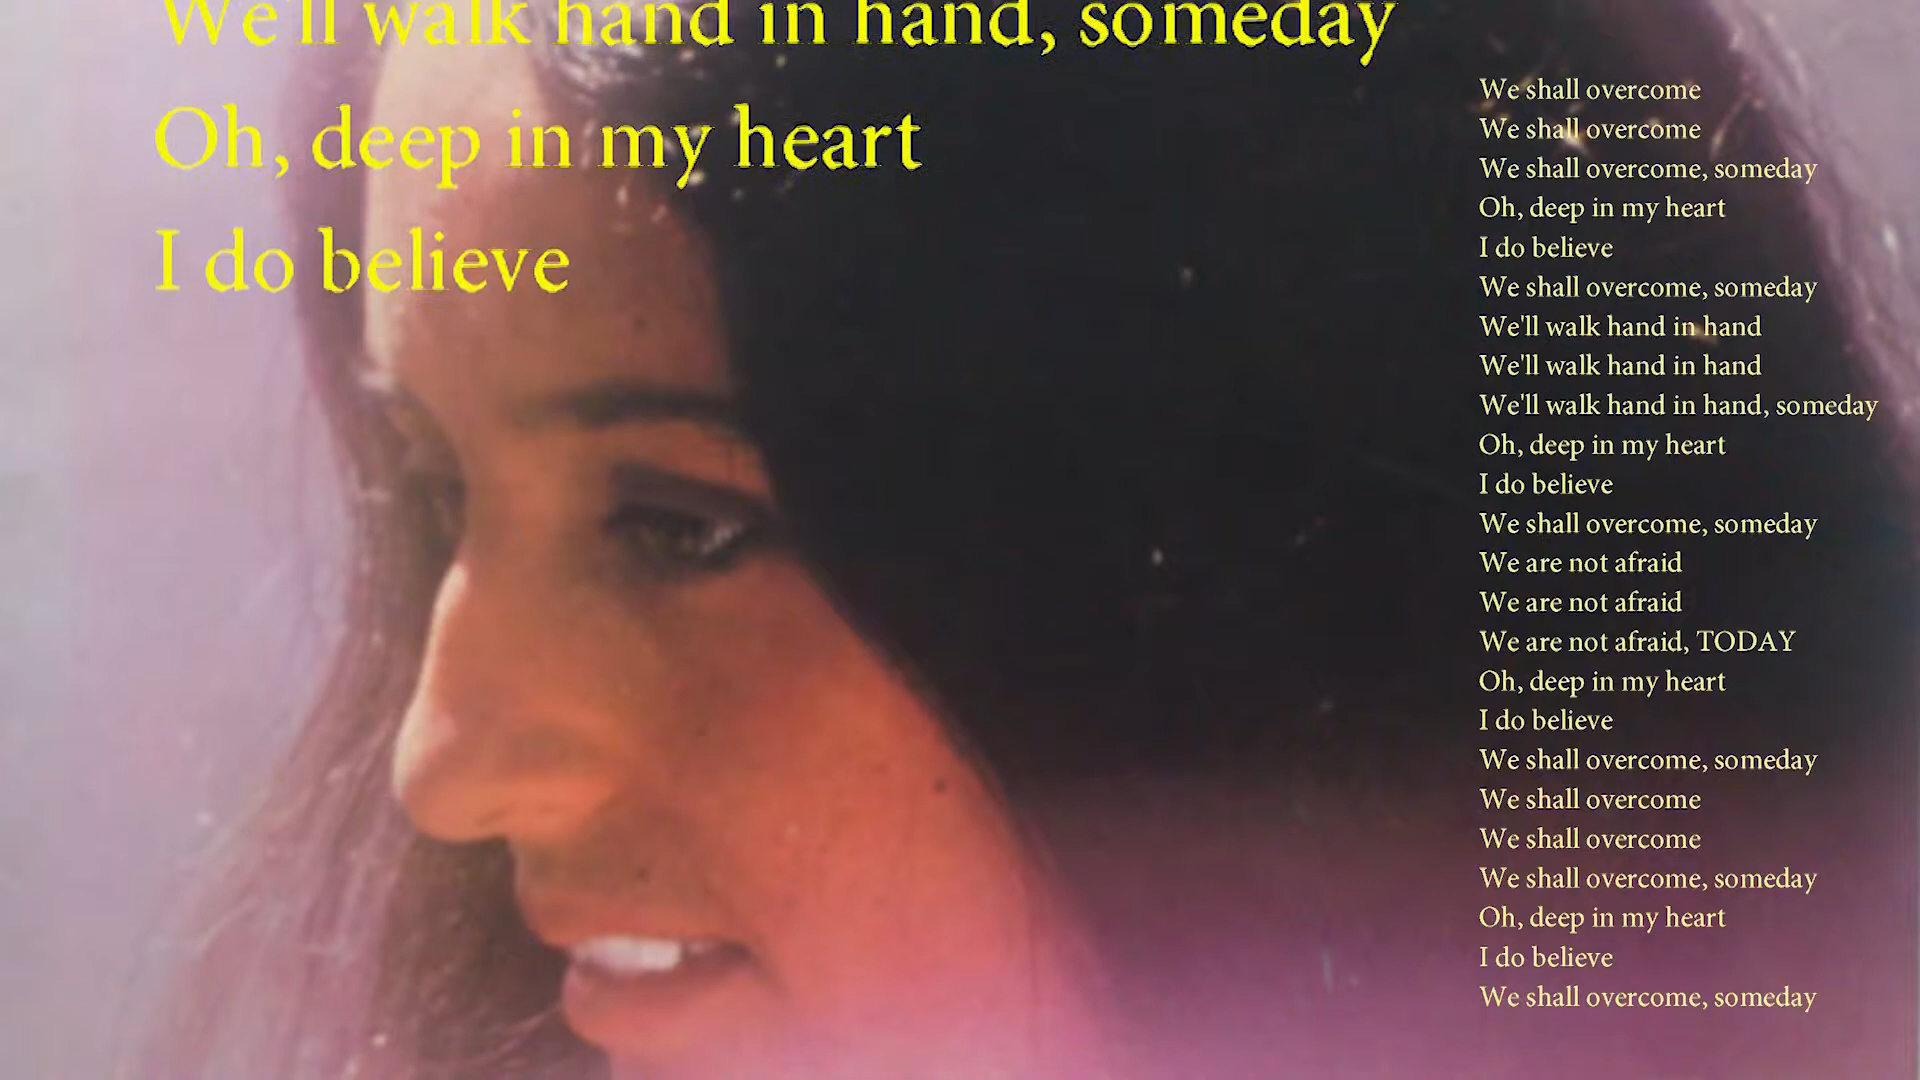 We'll walk hand in hand, someday
Oh, deep in my heart
I do believe
We shall overcome
We shall overcome
We shall overcome, someday
Oh, deep in my heart
I do believe
We shall overcome, someday
We'll walk hand in hand
We'll walk hand in hand
We'll walk hand in hand, someday
Oh, deep in my heart
I do believe
We shall overcome, someday
We are not afraid
We are not afraid
We are not afraid, TODAY
Oh, deep in my heart
I do believe
We shall overcome, someday
We shall overcome
We shall overcome
We shall overcome, someday
Oh, deep in my heart
I do believe
We shall overcome, someday